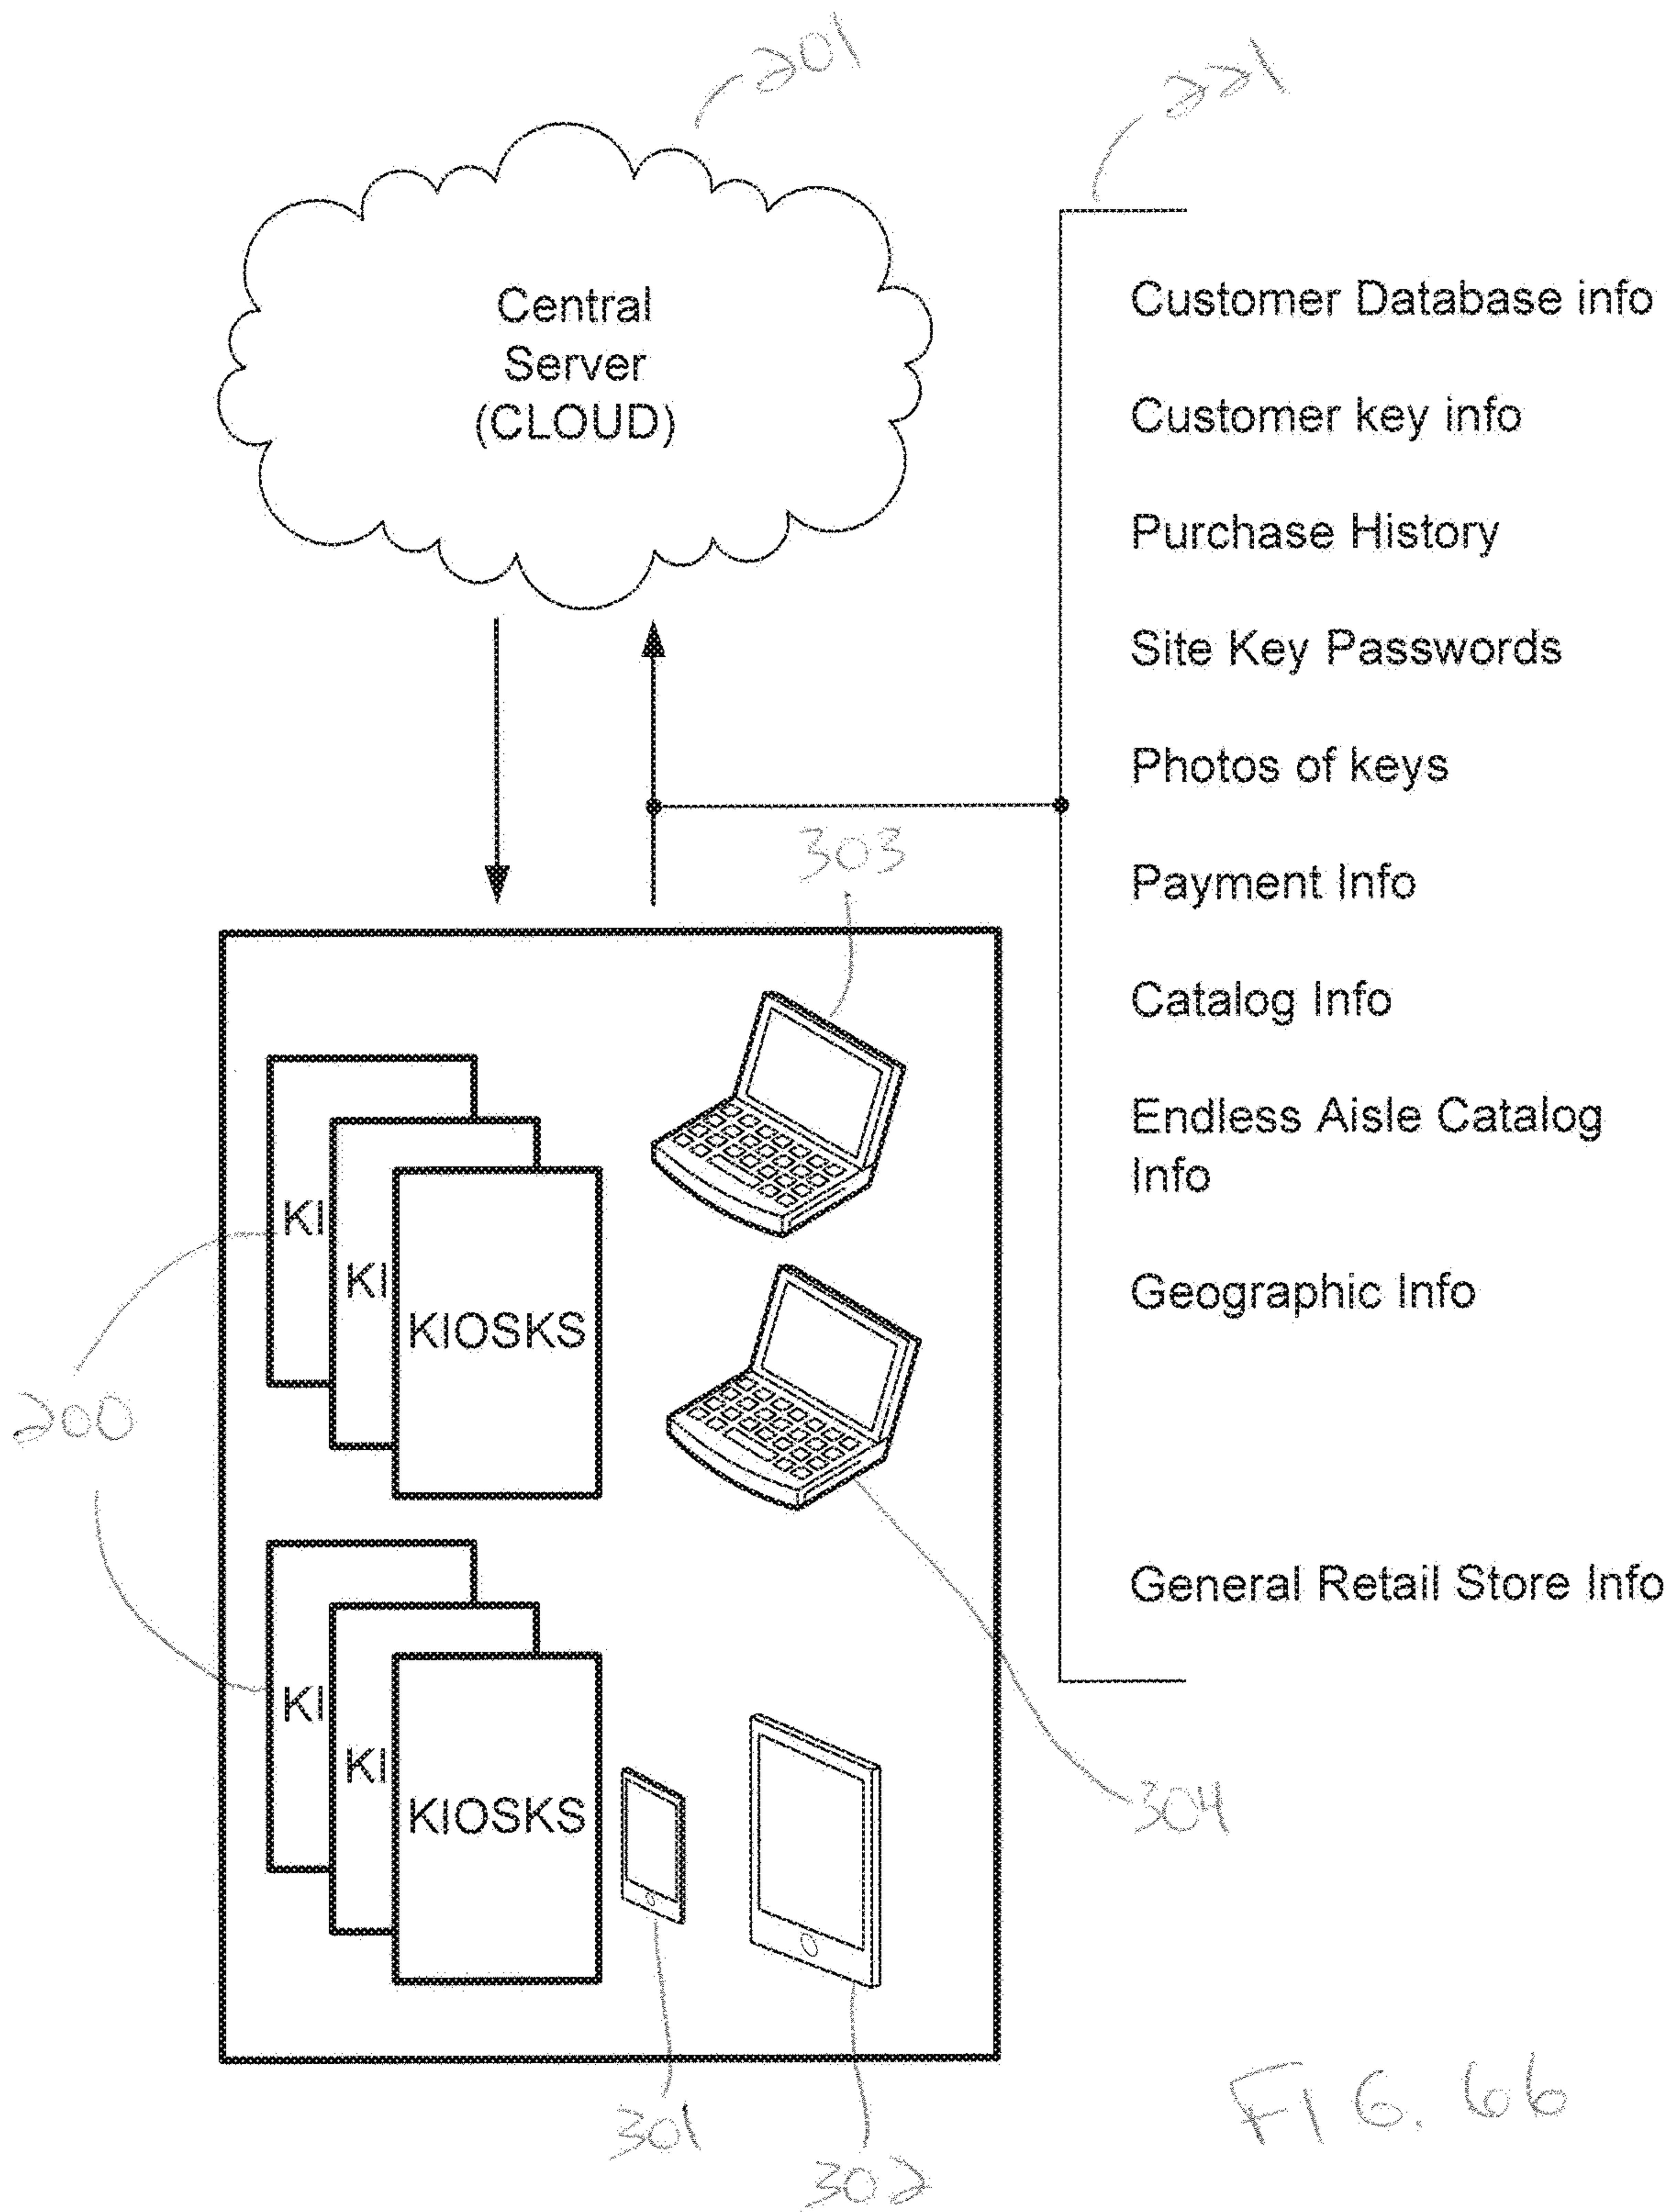 201
221
Central
Server
(CLOUD)
Customer Database info
Customer key info
Purchase History
Site Key Passwords
Photos of keys
Payment Info
Catalog Info
Endless Aisle Catalog
Info
Geographic Info
General Retail Store Info
303
KI
KI
KIOSKS
200
KI
KI
KIOSKS
304
301
302
FIG. 66